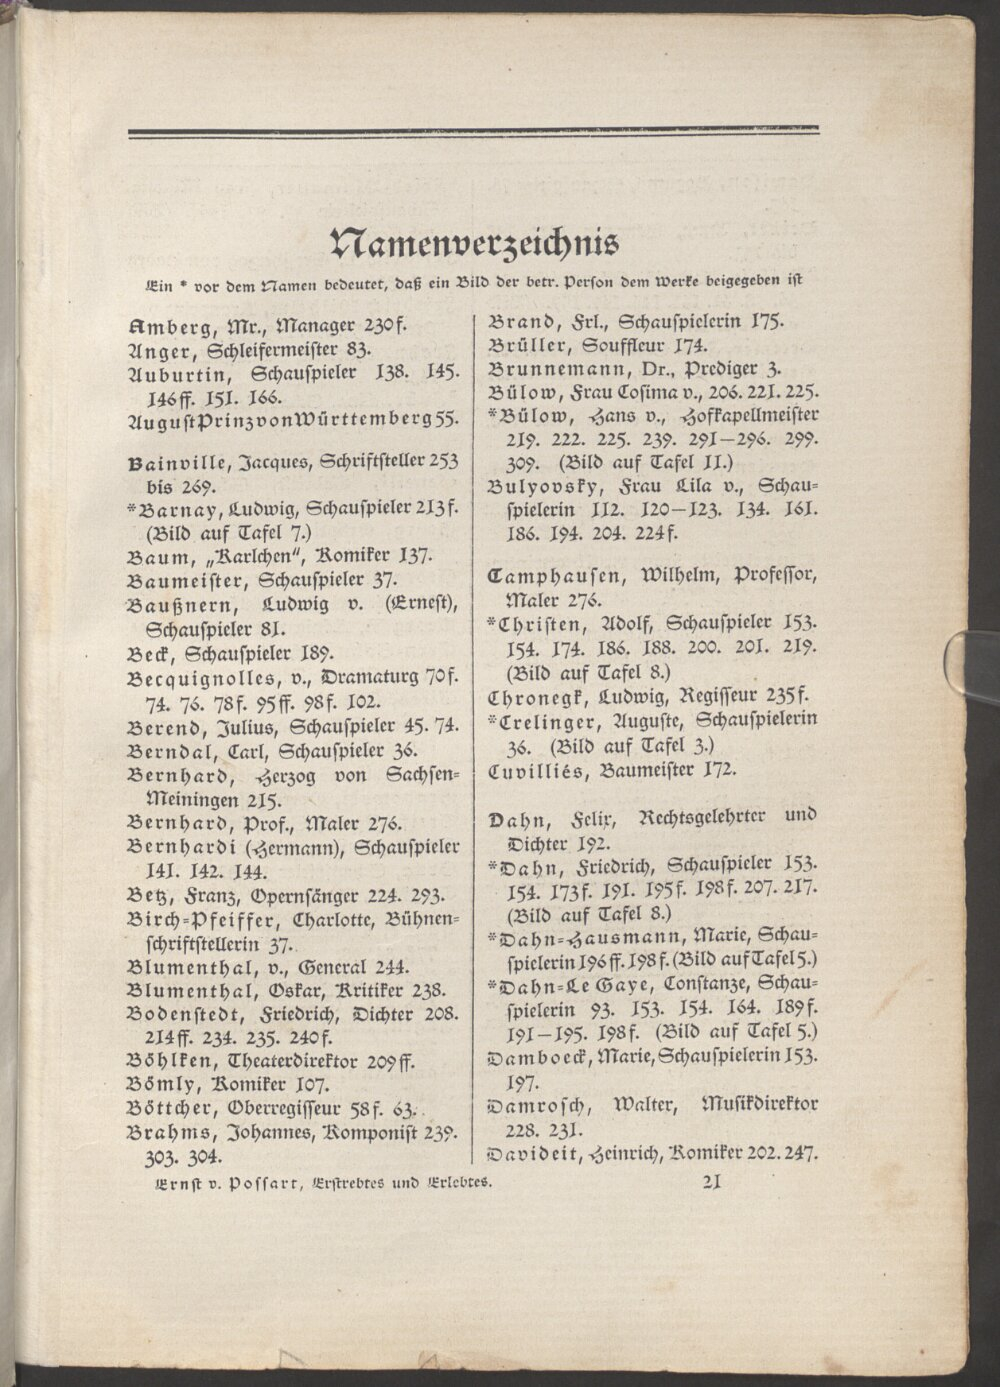 Namenverzeichnis
Ein * vor dem Namen bedeutet, daß ein Bild der betr. Person dem Werke beigegeben ist
Amberg, Mr., Manager 230f.
Anger, Schleifermeister 83.
Auburtin, Schauspieler 138. 145.
146ff. 151. 166.
August Prinz von Württemberg 55.
Bainville, Jacques, Schriftsteller 253
bis 269.
*Barnay, Ludwig, Schauspieler 213f.
(Bild auf Tafel 7.)
Baum, „Karlchen“, Komiker 137.
Baumeister, Schauspieler 37.
Baußnern, Ludwig v. (Ernest),
Schauspieler 81.
Beck, Schauspieler 189.
Becquignolles, v., Dramaturg 70f.
74. 76. 78f. 95ff. 98f. 102.
Berend, Julius, Schauspieler 45. 74.
Berndal, Carl, Schauspieler 36.
Bernhard, Herzog von Sachsen-
Meiningen 215.
Bernhard, Prof., Maler 276.
Bernhardi (Hermann), Schauspieler
141. 142. 144.
Betz, Franz, Opernsänger 224. 293.
Birch-Pfeiffer, Charlotte, Bühnen-
schriftstellerin 37.
Blumenthal, v., General 244.
Blumenthal, Oskar, Kritiker 238.
Bodenstedt, Friedrich, Dichter 208.
214ff. 234. 235. 240f.
Böhlken, Theaterdirektor 209ff.
Bömly, Komiker 107.
Böttcher, Oberregisseur 58f. 63.
Brahms, Johannes, Komponist 239.
303. 304.
Brand, Frl., Schauspielerin 175.
Brüller, Souffleur 174.
Brunnemann, Dr., Prediger 3.
Bülow, Frau Cosima v., 206. 221. 225.
*Bülow, Hans v., Hofkapellmeister
219. 222. 225. 239. 291—296. 299.
309. (Bild auf Tafel 11.)
Bulyovsky, Frau Lila v., Schau-
spielerin 112. 120—123. 134. 161.
186. 194. 204. 224f.
Camphausen, Wilhelm, Professor,
Maler 276.
*Christen, Adolf, Schauspieler 153.
154. 174. 186. 188. 200. 201. 219.
(Bild auf Tafel 8.)
Chronegk, Ludwig, Regisseur 235f.
*Crelinger, Auguste, Schauspielerin
36. (Bild auf Tafel 3.)
Cuvilliés, Baumeister 172.
Dahn, Felix, Rechtsgelehrter und
Dichter 192.
*Dahn, Friedrich, Schauspieler 153.
154. 173f. 191. 195f. 198f. 207. 217.
(Bild auf Tafel 8.)
*Dahn-Hausmann, Marie, Schau-
spielerin 196ff. 198f. (Bild auf Tafel 5.)
*Dahn-Le Gaye, Constanze, Schau-
spielerin 93. 153. 154. 164. 189f.
191—195. 198f. (Bild auf Tafel 5.)
Damboeck, Marie, Schauspielerin 153.
197.
Damrosch, Walter, Musikdirektor
228. 231.
Davideit, Heinrich, Komiker 202. 247.
Ernst v. Possart, Erstrebtes und Erlebtes. 21